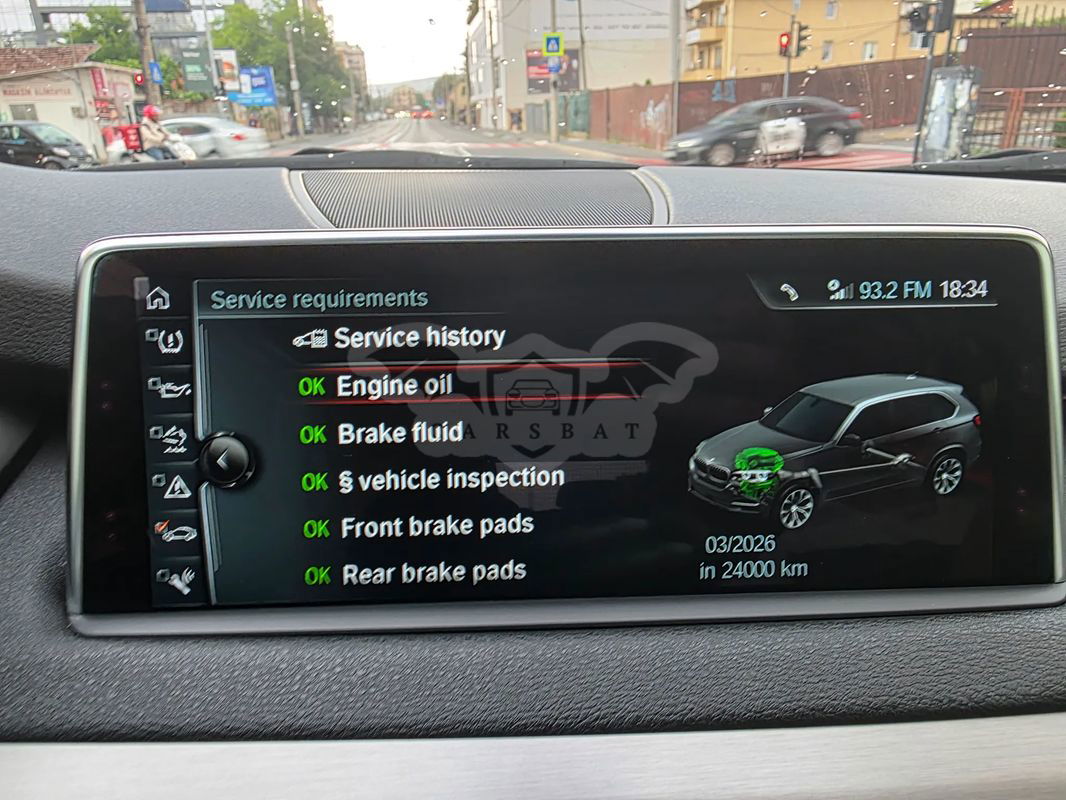 Service requirements
93.2 FM 18:34
Service history
OK Engine oil
OK Brake fluid
OK § vehicle inspection
OK Front brake pads
OK Rear brake pads
03/2026
in 24000 km
ARSBAT